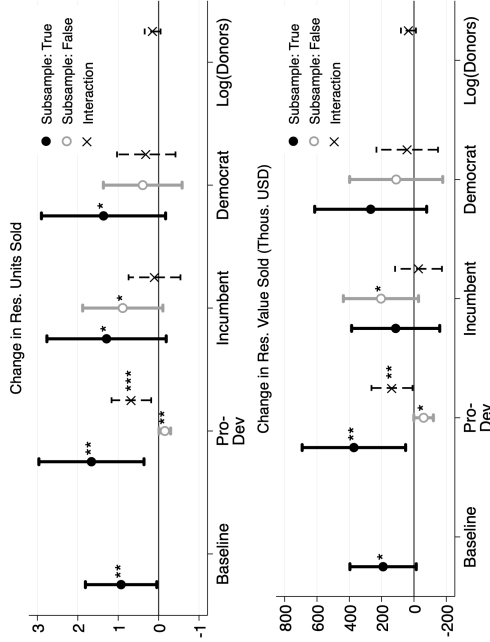 Change in Res. Units Sold
Subsample: True
Subsample: False
Interaction
3
2
1
0
-1
**
**
**
***
*
*
*
Baseline
Pro-
Dev
Incumbent
Democrat
Log(Donors)
Change in Res. Value Sold (Thous. USD)
Subsample: True
Subsample: False
Interaction
800
600
400
200
0
-200
*
**
*
**
*
Baseline
Pro-
Dev
Incumbent
Democrat
Log(Donors)